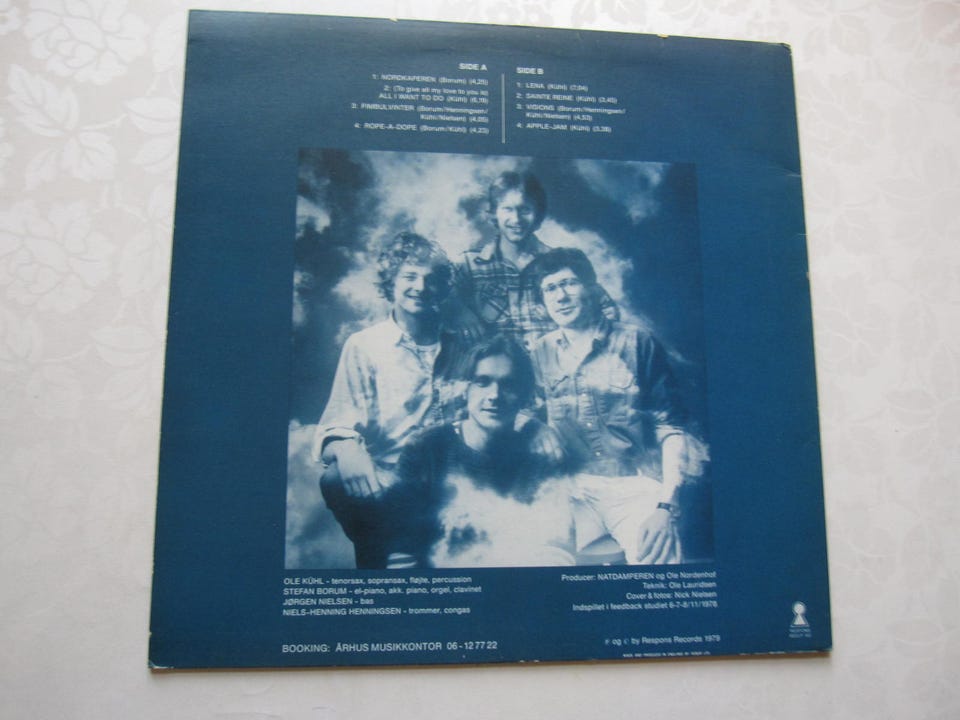 SIDE A
1: NORDKAPEREN (Borum) (4,25)
2: (To give all my love to you is)
ALL I WANT TO DO (Kühl) (6,19)
3: FIMBULVINTER (Borum/Henningsen/
Kühl/Nielsen) (4,05)
4: ROPE-A-DOPE (Borum/Kühl) (4,23)
SIDE B
1: LENA (Kühl) (7,04)
2: SAINTE REINE (Kühl) (3,45)
3: VISIONS (Borum/Henningsen/
Kühl/Nielsen) (4,53)
4: APPLE-JAM (Kühl) (3,38)
OLE KÜHL - tenorsax, sopransax, fløjte, percussion
STEFAN BORUM - el-piano, akk. piano, orgel, clavinet
JØRGEN NIELSEN - bas
NIELS-HENNING HENNINGSEN - trommer, congas
Producer: NATDAMPEREN og Ole Nordenhof
Teknik: Ole Lauridsen
Cover & fotos: Nick Nielsen
Indspillet i feedback studiet 6-7-8/11/1978
BOOKING: ÅRHUS MUSIKKONTOR 06-12 77 22
℗ og © by Respons Records 1979